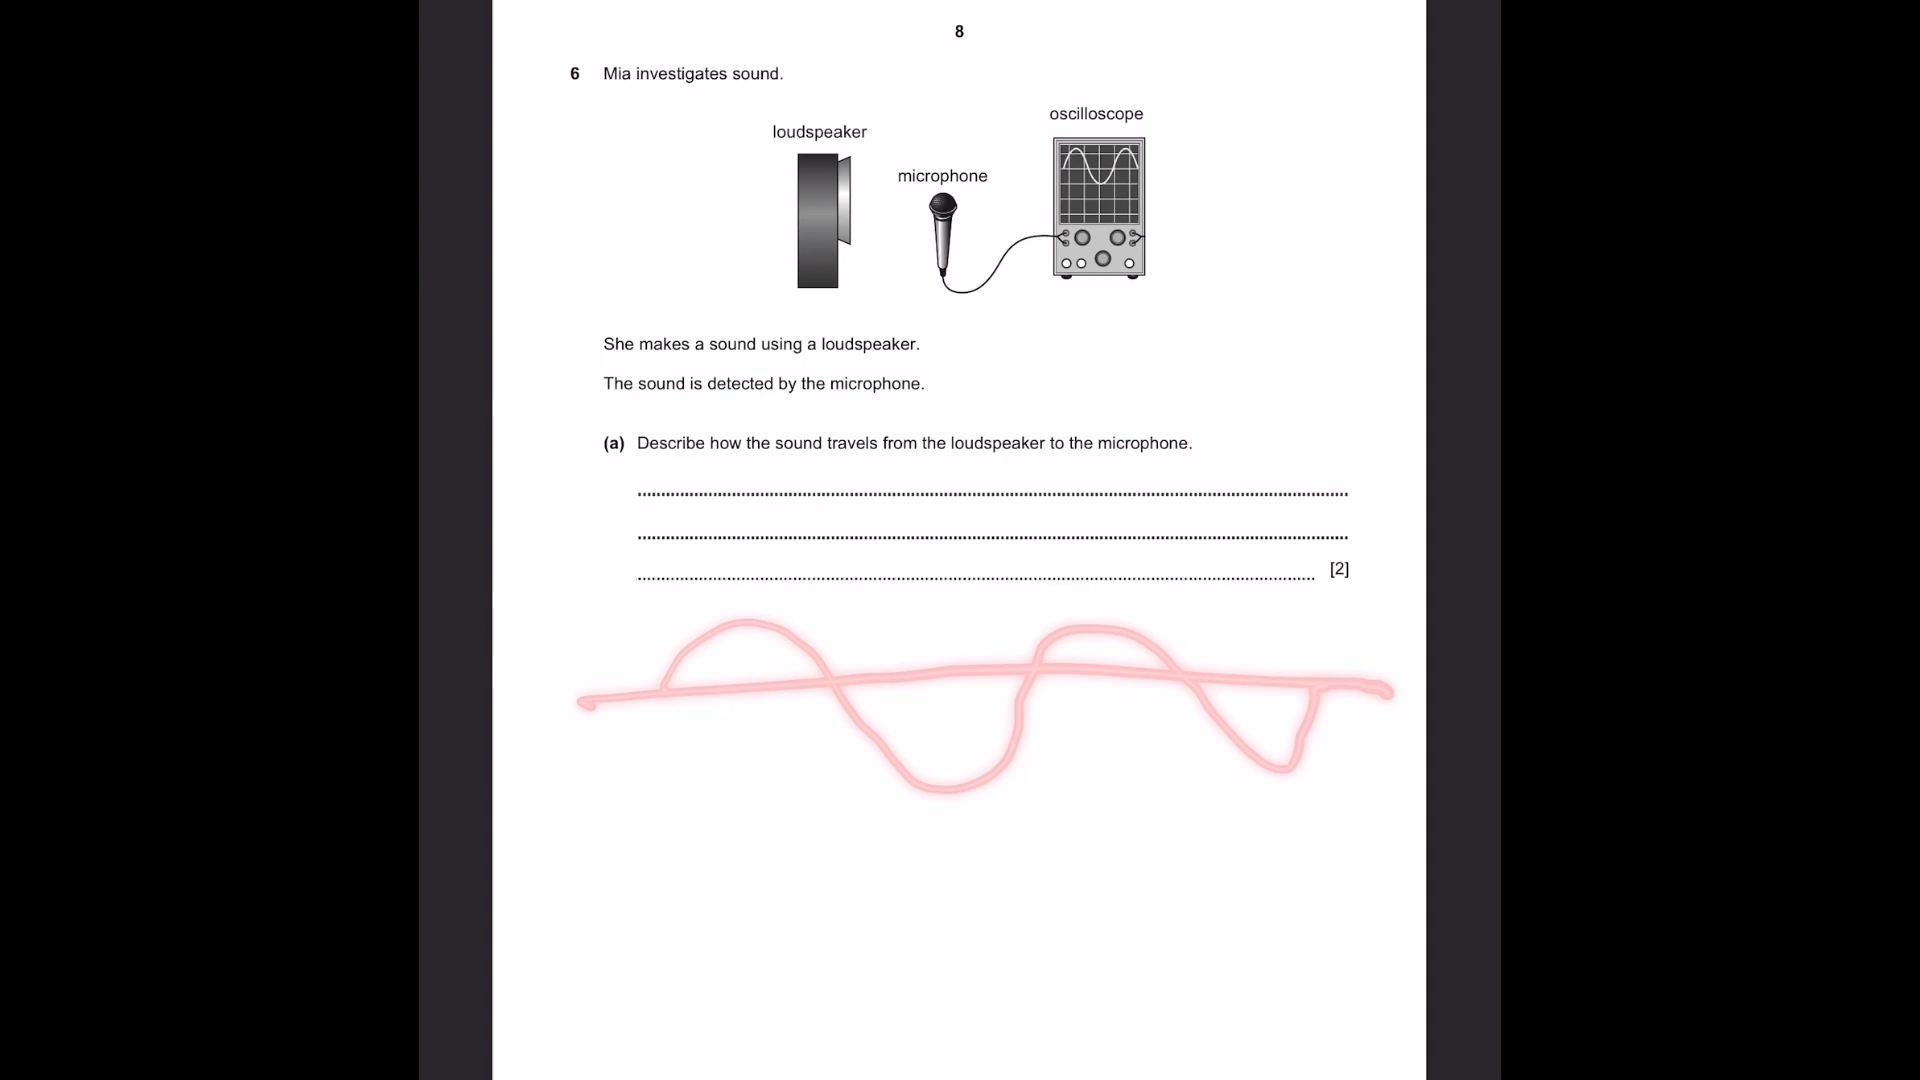 8
6 Mia investigates sound.
oscilloscope
loudspeaker
microphone
She makes a sound using a loudspeaker.
The sound is detected by the microphone.
(a) Describe how the sound travels from the loudspeaker to the microphone.
[2]